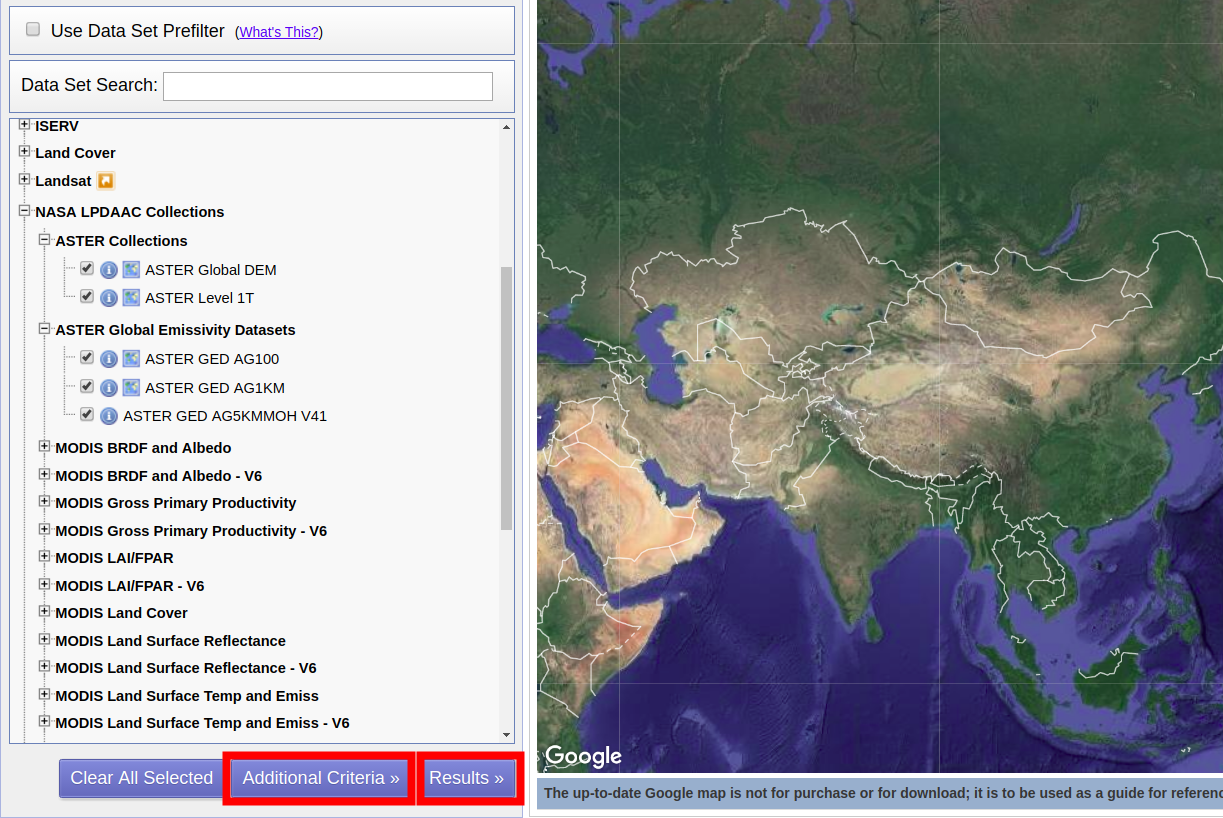 Use Data Set Prefilter (What's This?)
Data Set Search:
ISERV
Land Cover
Landsat
NASA LPDAAC Collections
ASTER Collections
ASTER Global DEM
ASTER Level 1T
ASTER Global Emissivity Datasets
ASTER GED AG100
ASTER GED AG1KM
ASTER GED AG5KMMOH V41
MODIS BRDF and Albedo
MODIS BRDF and Albedo - V6
MODIS Gross Primary Productivity
MODIS Gross Primary Productivity - V6
MODIS LAI/FPAR
MODIS LAI/FPAR - V6
MODIS Land Cover
MODIS Land Surface Reflectance
MODIS Land Surface Reflectance - V6
MODIS Land Surface Temp and Emiss
MODIS Land Surface Temp and Emiss - V6
Clear All Selected
Additional Criteria »
Results »
Google
The up-to-date Google map is not for purchase or for download; it is to be used as a guide for referenc